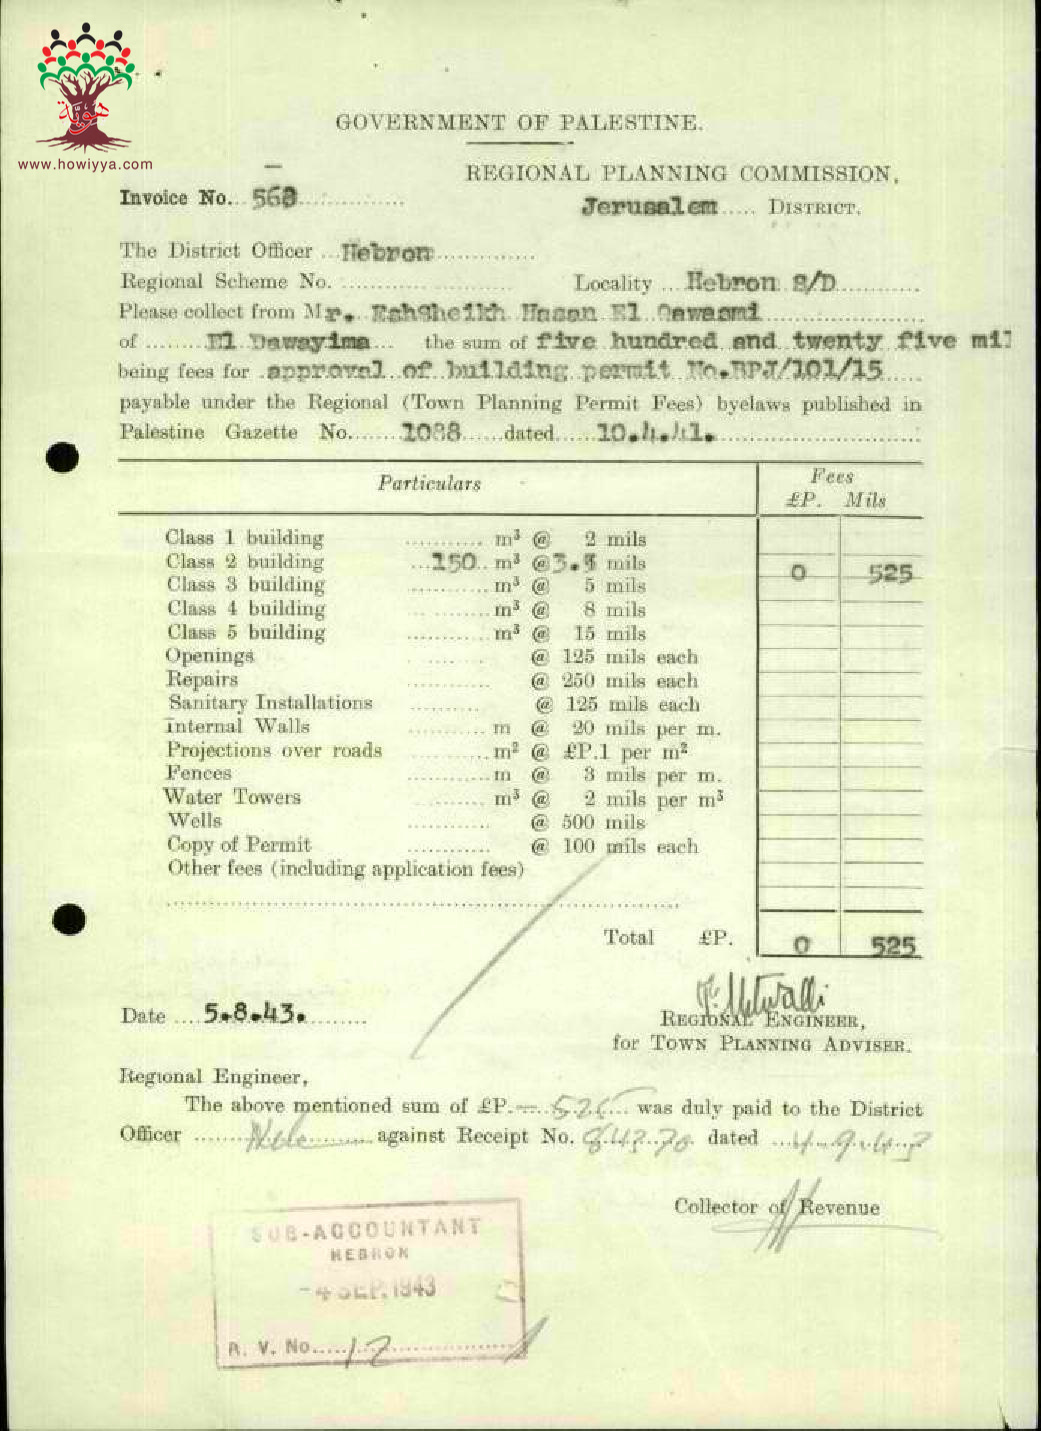 هوية
www.howiyya.com
GOVERNMENT OF PALESTINE.
REGIONAL PLANNING COMMISSION,
Invoice No. 568
Jerusalem DISTRICT.
The District Officer Hebron
Regional Scheme No. Locality Hebron S/D
Please collect from Mr. Eshsheikh Hasan El Qawasmi
of El Dawayima the sum of five hundred and twenty five mil
being fees for approval of building permit No.BPJ/101/15
payable under the Regional (Town Planning Permit Fees) byelaws published in
Palestine Gazette No. 1088 dated 10.4.41.
Particulars Fees
£P. Mils
Class 1 building m³ @ 2 mils
Class 2 building 150 m³ @ 3.5 mils 0 525
Class 3 building m³ @ 5 mils
Class 4 building m³ @ 8 mils
Class 5 building m³ @ 15 mils
Openings @ 125 mils each
Repairs @ 250 mils each
Sanitary Installations @ 125 mils each
Internal Walls m @ 20 mils per m.
Projections over roads m² @ £P.1 per m²
Fences m @ 3 mils per m.
Water Towers m³ @ 2 mils per m³
Wells @ 500 mils
Copy of Permit @ 100 mils each
Other fees (including application fees)
Total £P. 0 525
Date 5.8.43.
REGIONAL ENGINEER,
for TOWN PLANNING ADVISER.
Regional Engineer,
The above mentioned sum of £P. — 525 was duly paid to the District
Officer against Receipt No. dated 4.9.43
Collector of Revenue
SUB-ACCOUNTANT
HEBRON
-4 SEP. 1943
R. V. No. 12